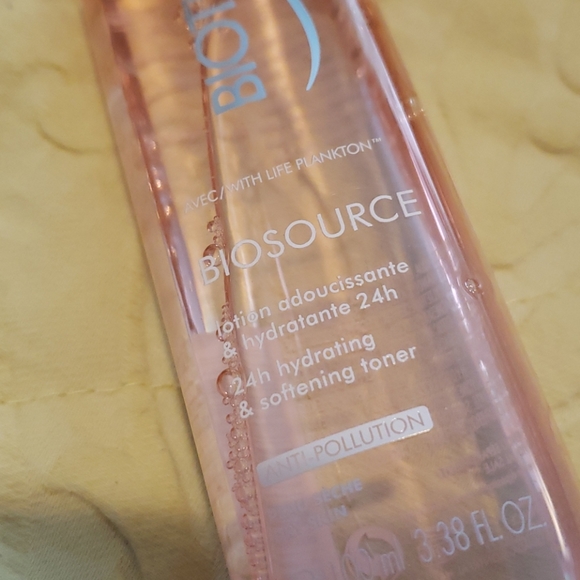 BIOT
AVEC/WITH LIFE PLANKTON™
BIOSOURCE
lotion adoucissante
& hydratante 24h
24h hydrating
& softening toner
ANTI-POLLUTION
3.38 FL. OZ.